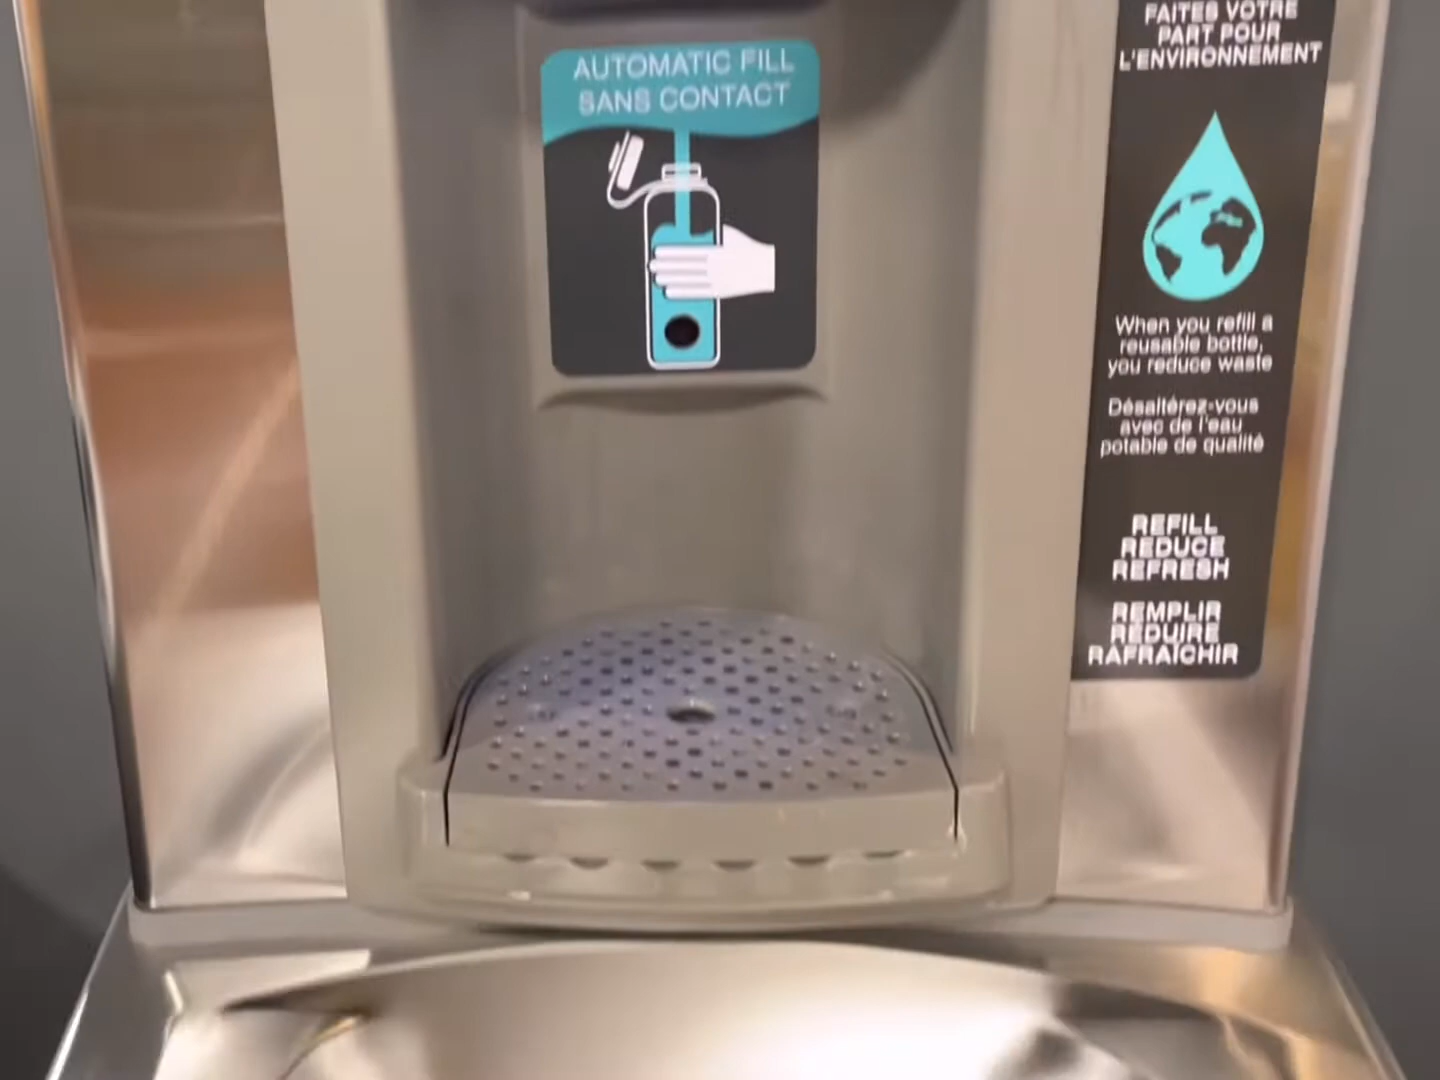 AUTOMATIC FILL
SANS CONTACT
FAITES VOTRE
PART POUR
L'ENVIRONNEMENT
When you refill a
reusable bottle,
you reduce waste
Désaltérez-vous
avec de l'eau
potable de qualité
REFILL
REDUCE
REFRESH
REMPLIR
RÉDUIRE
RAFRAÎCHIR